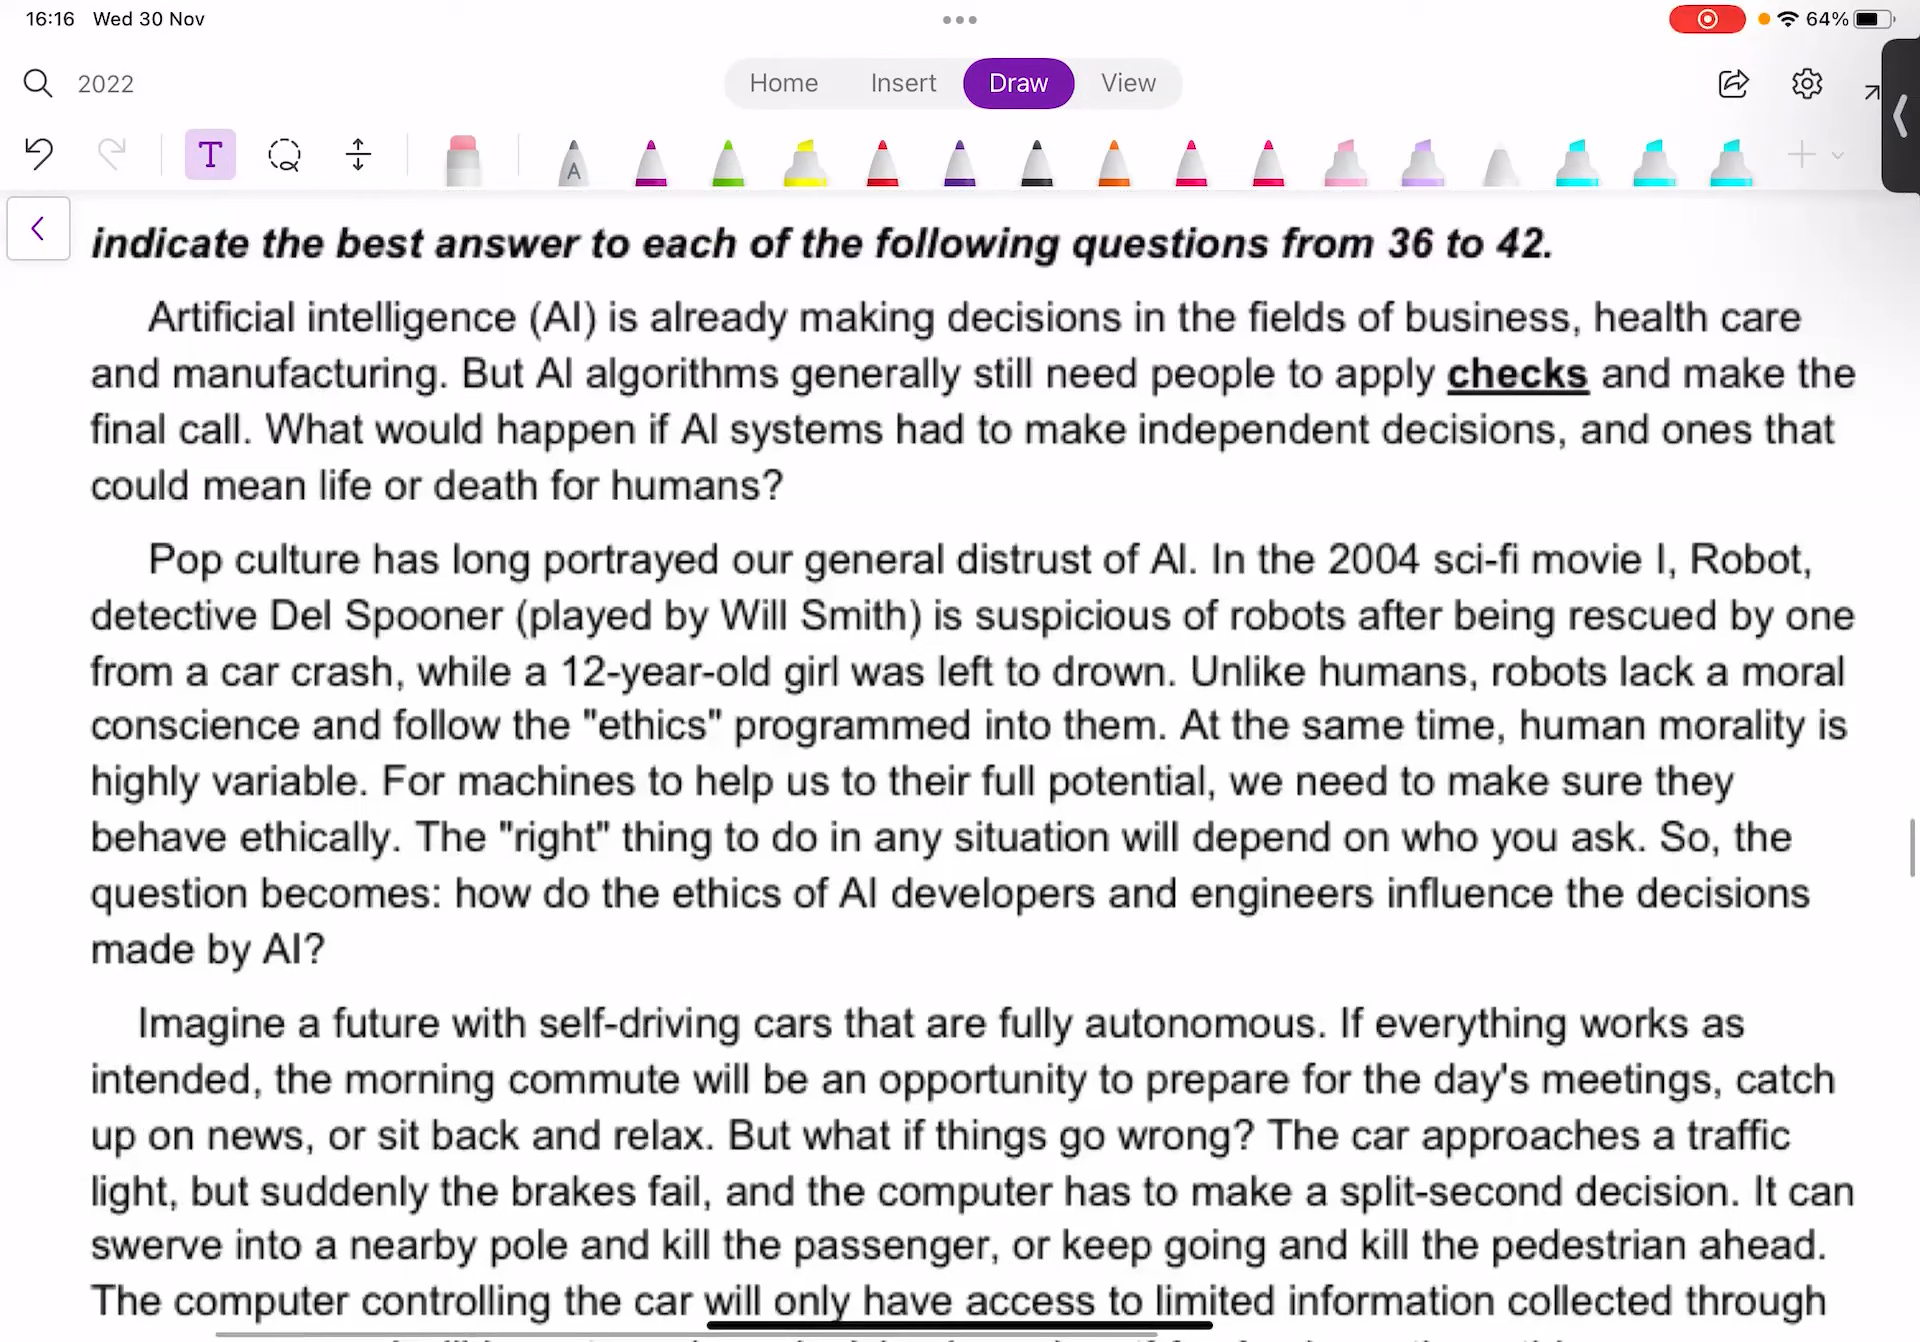 16:16 Wed 30 Nov
64%
2022
Home Insert Draw View
T
A
indicate the best answer to each of the following questions from 36 to 42.
Artificial intelligence (AI) is already making decisions in the fields of business, health care
and manufacturing. But AI algorithms generally still need people to apply checks and make the
final call. What would happen if AI systems had to make independent decisions, and ones that
could mean life or death for humans?
Pop culture has long portrayed our general distrust of AI. In the 2004 sci-fi movie I, Robot,
detective Del Spooner (played by Will Smith) is suspicious of robots after being rescued by one
from a car crash, while a 12-year-old girl was left to drown. Unlike humans, robots lack a moral
conscience and follow the "ethics" programmed into them. At the same time, human morality is
highly variable. For machines to help us to their full potential, we need to make sure they
behave ethically. The "right" thing to do in any situation will depend on who you ask. So, the
question becomes: how do the ethics of AI developers and engineers influence the decisions
made by AI?
Imagine a future with self-driving cars that are fully autonomous. If everything works as
intended, the morning commute will be an opportunity to prepare for the day's meetings, catch
up on news, or sit back and relax. But what if things go wrong? The car approaches a traffic
light, but suddenly the brakes fail, and the computer has to make a split-second decision. It can
swerve into a nearby pole and kill the passenger, or keep going and kill the pedestrian ahead.
The computer controlling the car will only have access to limited information collected through